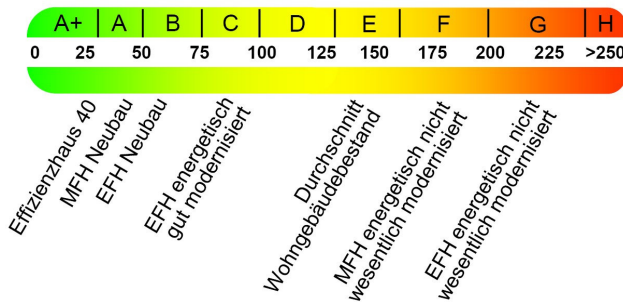 A+ A B C D E F G H
0 25 50 75 100 125 150 175 200 225 >250
Effizienzhaus 40
MFH Neubau
EFH Neubau
EFH energetisch
gut modernisiert
Durchschnitt
Wohngebäudebestand
MFH energetisch nicht
wesentlich modernisiert
EFH energetisch nicht
wesentlich modernisiert